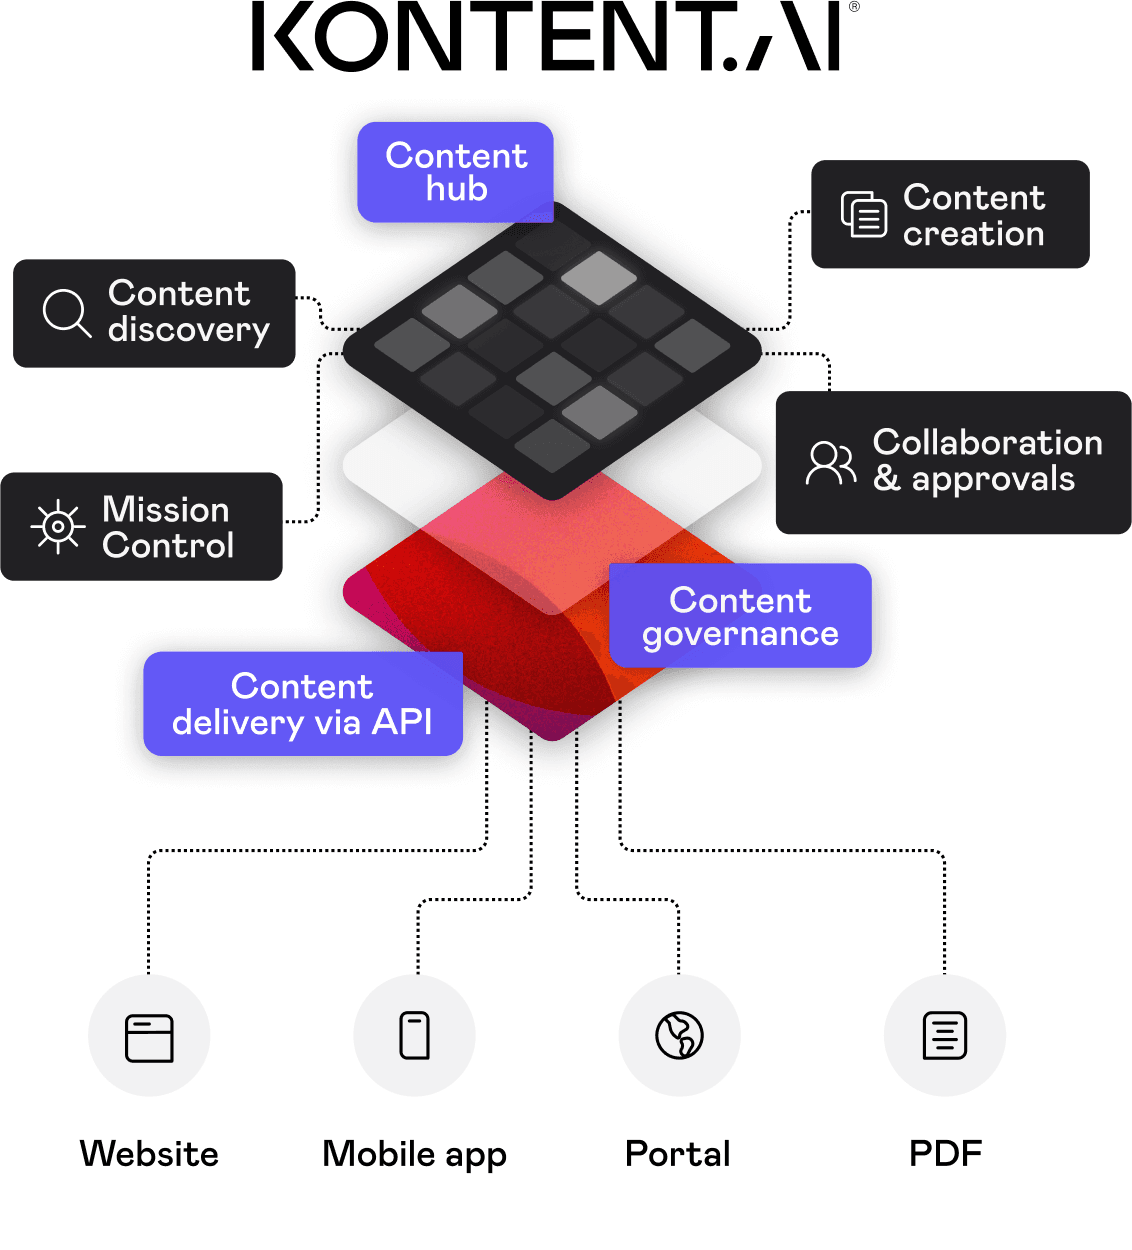 KONTENT.AI®
Content
hub
Content
creation
Content
discovery
Collaboration
& approvals
Mission
Control
Content
governance
Content
delivery via API
Website
Mobile app
Portal
PDF